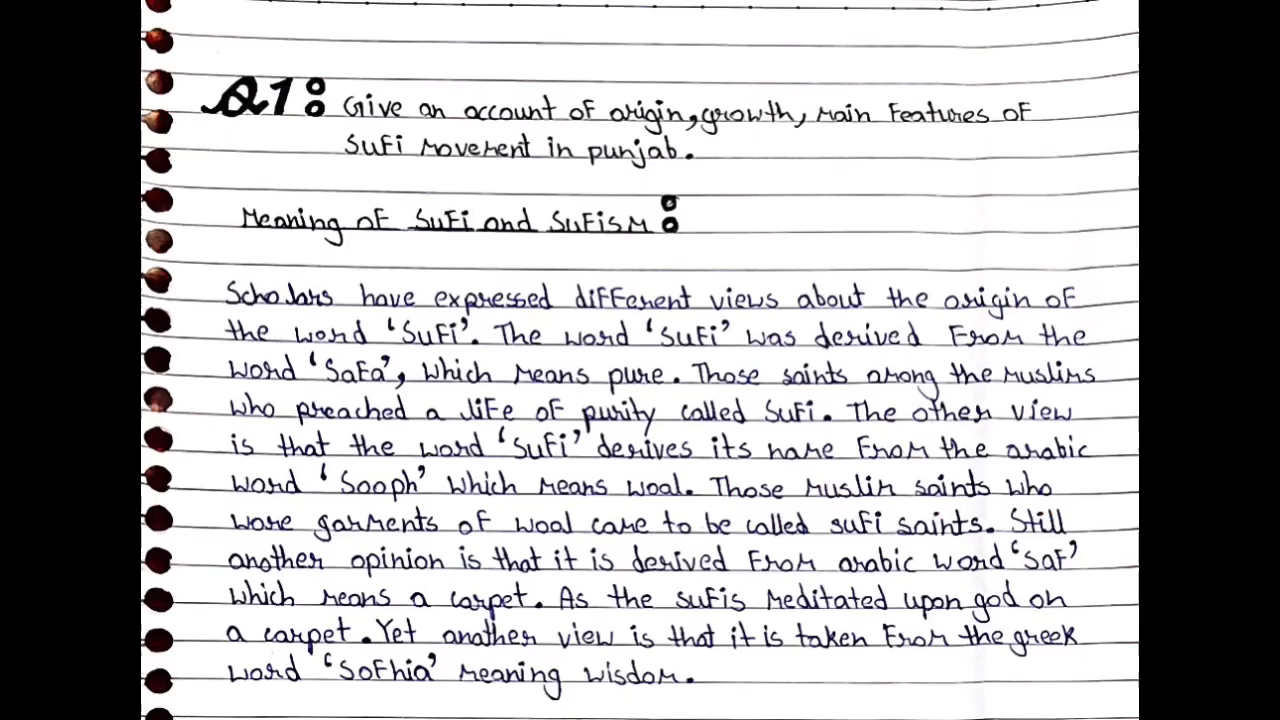 Q1: Give an account of origin, growth, main features of
sufi movement in punjab.
Meaning of Sufi and Sufism:
Scholars have expressed different views about the origin of
the word 'Sufi'. The word 'sufi' was derived from the
word 'Safa', which means pure. Those saints among the muslims
who preached a life of purity called Sufi. The other view
is that the word 'Sufi' derives its name from the arabic
word 'Sooph' which means woal. Those muslim saints who
wore garments of woal came to be called sufi saints. Still
another opinion is that it is derived from arabic word 'Saf'
which means a carpet. As the sufis meditated upon god on
a carpet. Yet another view is that it is taken from the greek
word 'Sofhia' meaning wisdom.